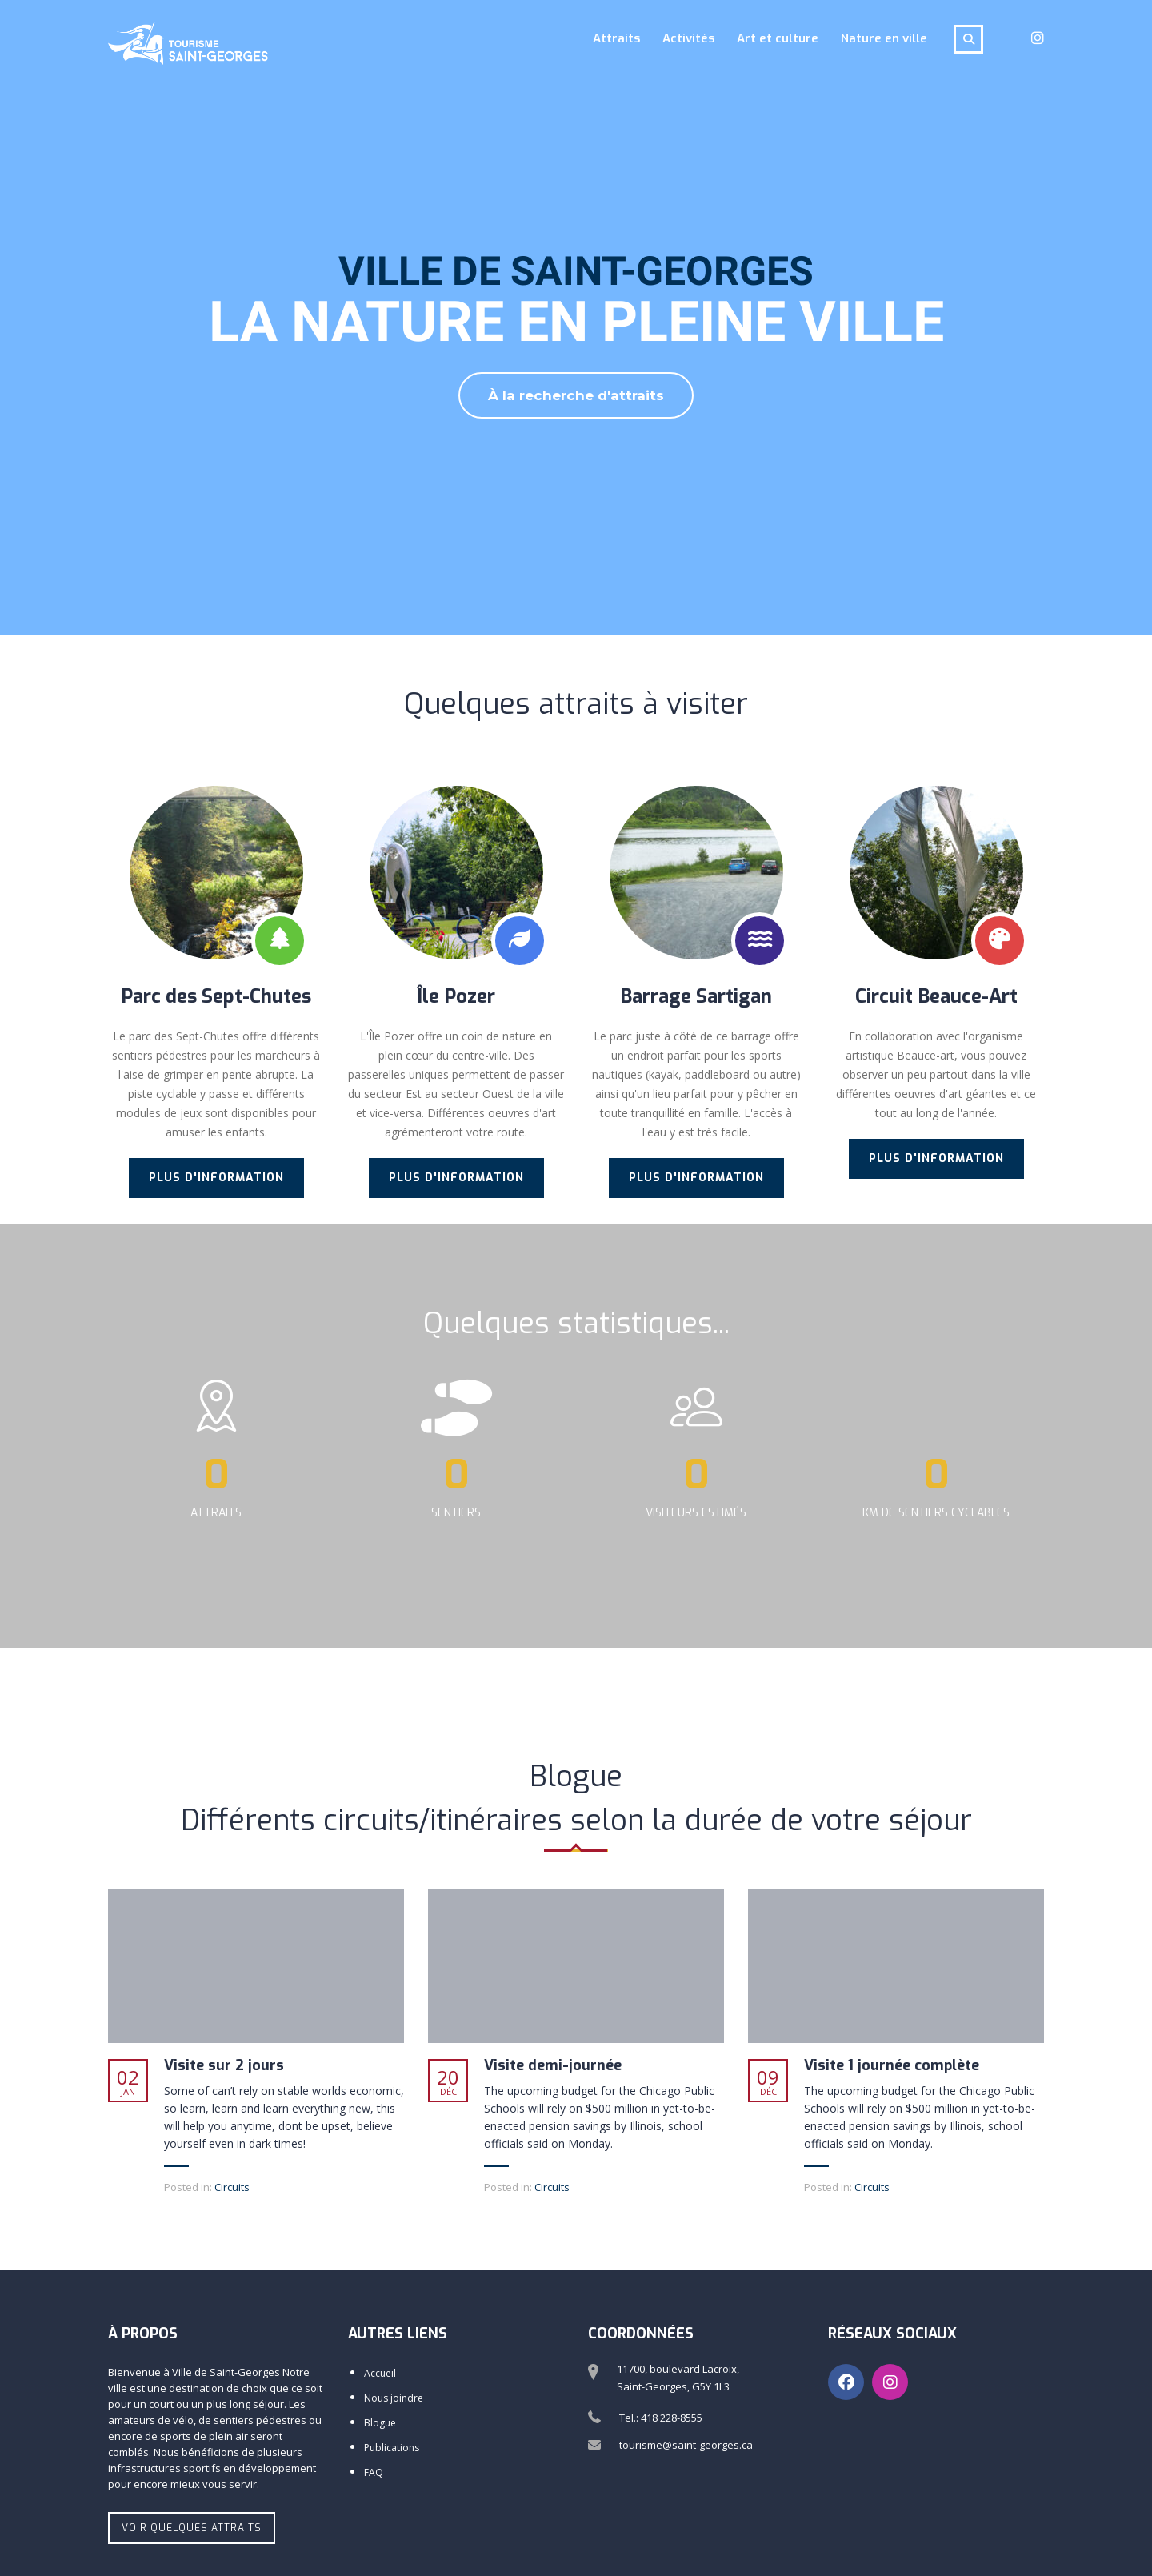 TOURISME
SAINT-GEORGES
Attraits
Activités
Art et culture
Nature en ville
VILLE DE SAINT-GEORGES
LA NATURE EN PLEINE VILLE
À la recherche d'attraits
Quelques attraits à visiter
Parc des Sept-Chutes
Le parc des Sept-Chutes offre différents
sentiers pédestres pour les marcheurs à
l'aise de grimper en pente abrupte. La
piste cyclable y passe et différents
modules de jeux sont disponibles pour
amuser les enfants.
PLUS D'INFORMATION
Île Pozer
L'Île Pozer offre un coin de nature en
plein cœur du centre-ville. Des
passerelles uniques permettent de passer
du secteur Est au secteur Ouest de la ville
et vice-versa. Différentes oeuvres d'art
agrémenteront votre route.
PLUS D'INFORMATION
Barrage Sartigan
Le parc juste à côté de ce barrage offre
un endroit parfait pour les sports
nautiques (kayak, paddleboard ou autre)
ainsi qu'un lieu parfait pour y pêcher en
toute tranquillité en famille. L'accès à
l'eau y est très facile.
PLUS D'INFORMATION
Circuit Beauce-Art
En collaboration avec l'organisme
artistique Beauce-art, vous pouvez
observer un peu partout dans la ville
différentes oeuvres d'art géantes et ce
tout au long de l'année.
PLUS D'INFORMATION
Quelques statistiques...
0
ATTRAITS
0
SENTIERS
0
VISITEURS ESTIMÉS
0
KM DE SENTIERS CYCLABLES
Blogue
Différents circuits/itinéraires selon la durée de votre séjour
02
JAN
Visite sur 2 jours
Some of can’t rely on stable worlds economic,
so learn, learn and learn everything new, this
will help you anytime, dont be upset, believe
yourself even in dark times!
Posted in: Circuits
20
DÉC
Visite demi-journée
The upcoming budget for the Chicago Public
Schools will rely on $500 million in yet-to-be-
enacted pension savings by Illinois, school
officials said on Monday.
Posted in: Circuits
09
DÉC
Visite 1 journée complète
The upcoming budget for the Chicago Public
Schools will rely on $500 million in yet-to-be-
enacted pension savings by Illinois, school
officials said on Monday.
Posted in: Circuits
À PROPOS
Bienvenue à Ville de Saint-Georges Notre
ville est une destination de choix que ce soit
pour un court ou un plus long séjour. Les
amateurs de vélo, de sentiers pédestres ou
encore de sports de plein air seront
comblés. Nous bénéficions de plusieurs
infrastructures sportifs en développement
pour encore mieux vous servir.
VOIR QUELQUES ATTRAITS
AUTRES LIENS
Accueil
Nous joindre
Blogue
Publications
FAQ
COORDONNÉES
11700, boulevard Lacroix,
Saint-Georges, G5Y 1L3
Tel.: 418 228-8555
tourisme@saint-georges.ca
RÉSEAUX SOCIAUX